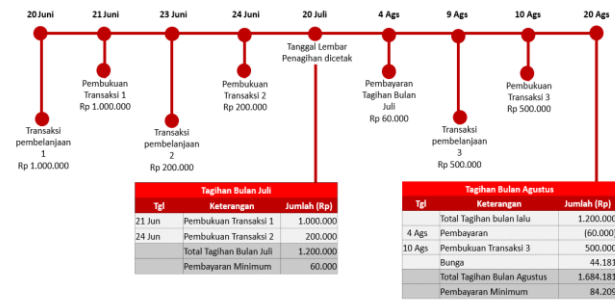 20 Juni
21 Juni
23 Juni
24 Juni
20 Juli
4 Ags
9 Ags
10 Ags
20 Ags
Tanggal Lembar
Penagihan dicetak
Pembukuan
Transaksi 1
Rp 1.000.000
Pembukuan
Transaksi 2
Rp 200.000
Pembayaran
Tagihan Bulan
Juli
Rp 60.000
Pembukuan
Transaksi 3
Rp 500.000
Transaksi
pembelanjaan
1
Rp 1.000.000
Transaksi
pembelanjaan
2
Rp 200.000
Transaksi
pembelanjaan
3
Rp 500.000
Tagihan Bulan Juli
Tgl Keterangan Jumlah (Rp)
21 Jun Pembukuan Transaksi 1 1.000.000
24 Jun Pembukuan Transaksi 2 200.000
Total Tagihan Bulan Juli 1.200.000
Pembayaran Minimum 60.000
Tagihan Bulan Agustus
Tgl Keterangan Jumlah (Rp)
Total Tagihan bulan lalu 1.200.000
4 Ags Pembayaran (60.000)
10 Ags Pembukuan Transaksi 3 500.000
Bunga 44.181
Total Tagihan Bulan Agustus 1.684.181
Pembayaran Minimum 84.209